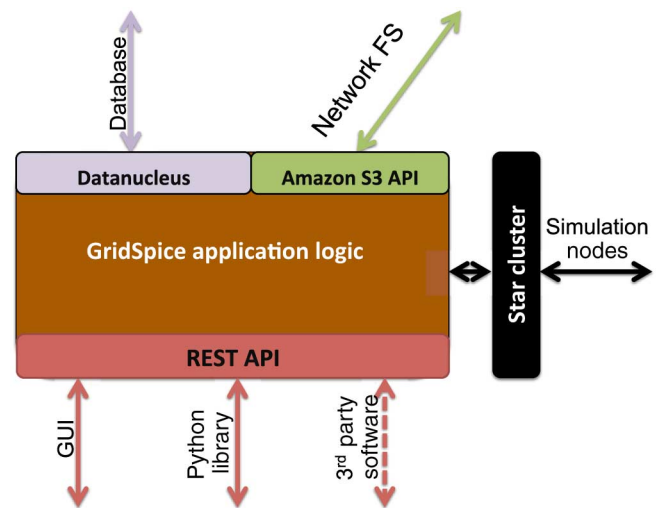 Database
Network FS
Datanucleus
Amazon S3 API
GridSpice application logic
Star cluster
Simulation
nodes
REST API
GUI
Python
library
3rd party
software